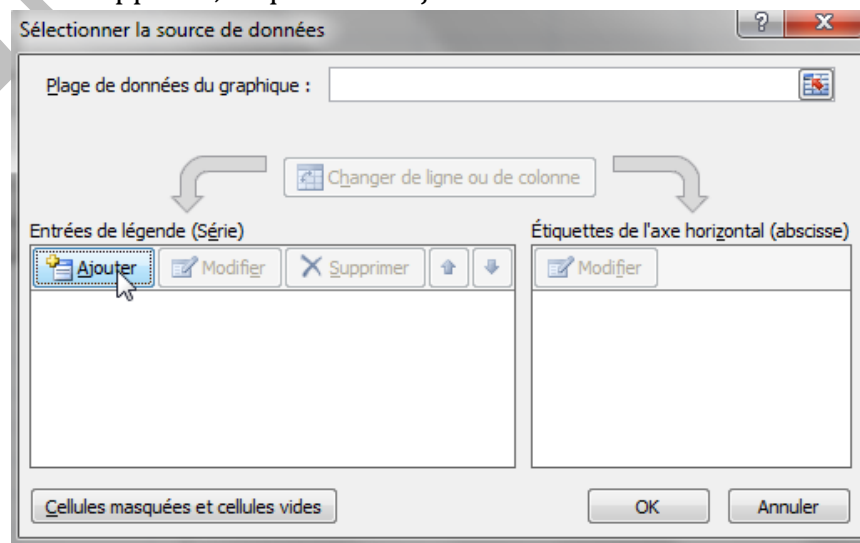 Sélectionner la source de données
?
X
Plage de données du graphique :
Changer de ligne ou de colonne
Entrées de légende (Série)
Étiquettes de l'axe horizontal (abscisse)
Ajouter Modifier Supprimer
Modifier
Cellules masquées et cellules vides
OK Annuler